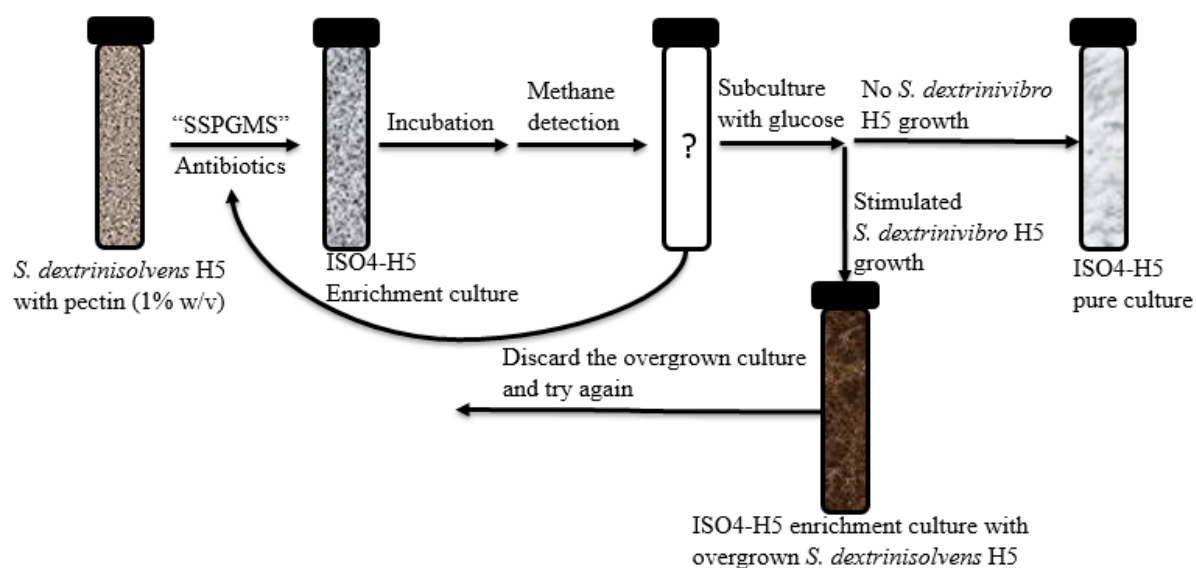 "SSPGMS"
Antibiotics
Incubation
Methane
detection
?
Subculture
with glucose
No S. dextrinivibro
H5 growth
Stimulated
S. dextrinivibro H5
growth
S. dextrinisolvens H5
with pectin (1% w/v)
ISO4-H5
Enrichment culture
ISO4-H5
pure culture
Discard the overgrown culture
and try again
ISO4-H5 enrichment culture with
overgrown S. dextrinisolvens H5